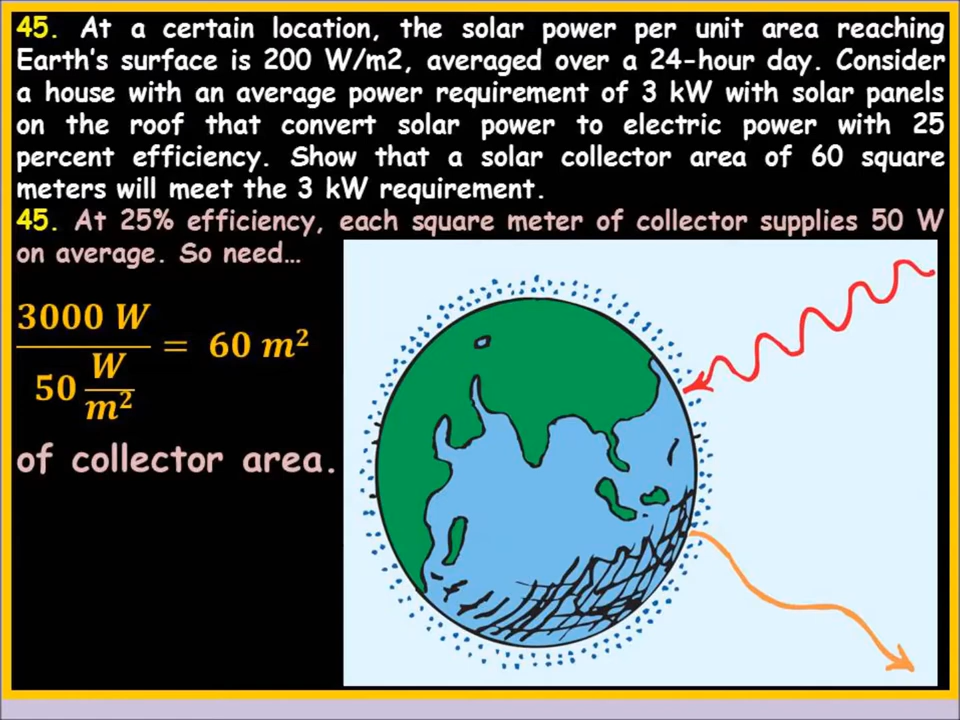 45. At a certain location, the solar power per unit area reaching
Earth's surface is 200 W/m2, averaged over a 24-hour day. Consider
a house with an average power requirement of 3 kW with solar panels
on the roof that convert solar power to electric power with 25
percent efficiency. Show that a solar collector area of 60 square
meters will meet the 3 kW requirement.
45. At 25% efficiency, each square meter of collector supplies 50 W
on average. So need…
3000 W
= 60 m²
50 W/m²
of collector area.